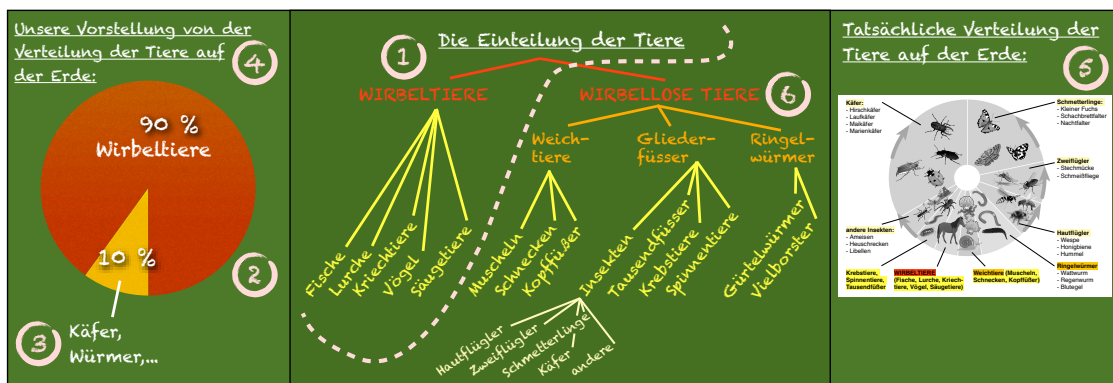 Unsere Vorstellung von der
Verteilung der Tiere auf
der Erde:
4
90 %
Wirbeltiere
10 %
2
3
Käfer,
Würmer,...
1
Die Einteilung der Tiere
WIRBELTIERE
WIRBELLOSE TIERE
6
Weich-
tiere
Glieder-
füsser
Ringel-
würmer
Fische
Lurche
Kriechtiere
Vögel
Säugetiere
Muscheln
Schnecken
Kopffüßer
Insekten
Tausendfüsser
Krebstiere
Spinnentiere
Gürtelwürmer
Vielborster
Hautflügler
Zweiflügler
Schmetterlinge
Käfer
andere
Tatsächliche Verteilung der
Tiere auf der Erde:
5
Käfer:
- Hirschkäfer
- Laufkäfer
- Maikäfer
- Marienkäfer
Schmetterlinge:
- Kleiner Fuchs
- Schachbrettfalter
- Nachtfalter
Zweiflügler
- Stechmücke
- Schmeißfliege
andere Insekten:
- Ameisen
- Heuschrecken
- Libellen
Hautflügler
- Wespe
- Honigbiene
- Hummel
Krebstiere,
Spinnentiere,
Tausendfüßer
WIRBELTIERE
(Fische, Lurche, Kriech-
tiere, Vögel, Säugetiere)
Weichtiere (Muscheln,
Schnecken, Kopfüßer)
Ringelwürmer
- Wattwurm
- Regenwurm
- Blutegel